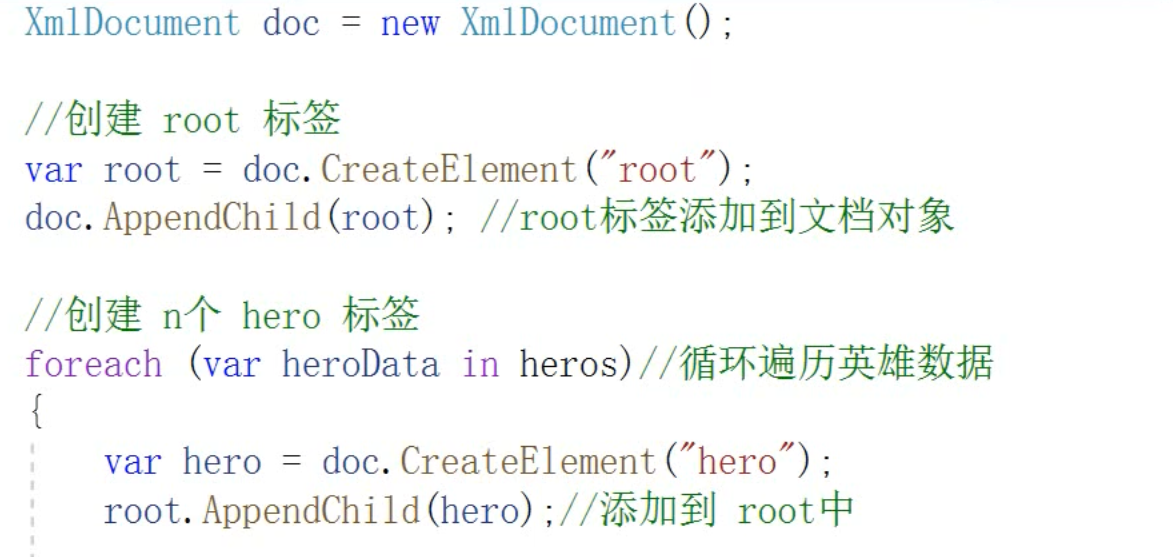 XmlDocument doc = new XmlDocument();
//创建 root 标签
var root = doc.CreateElement("root");
doc.AppendChild(root); //root标签添加到文档对象
//创建 n个 hero 标签
foreach (var heroData in heros)//循环遍历英雄数据
{
var hero = doc.CreateElement("hero");
root.AppendChild(hero);//添加到 root中